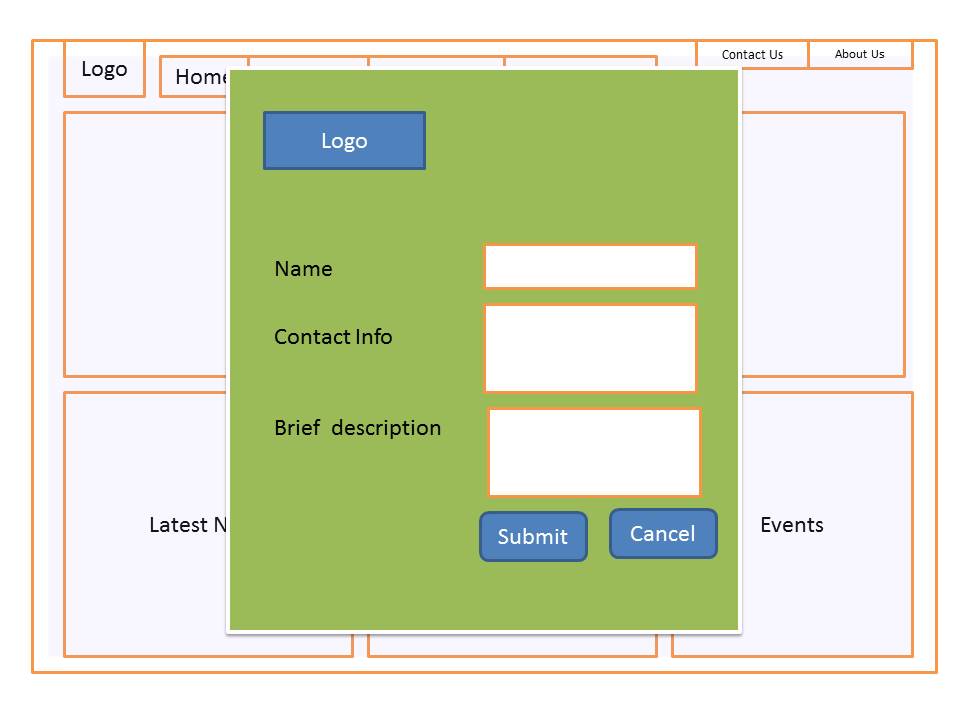 Contact Us
About Us
Logo
Home
Logo
Name
Contact Info
Brief description
Submit
Cancel
Latest N
Events